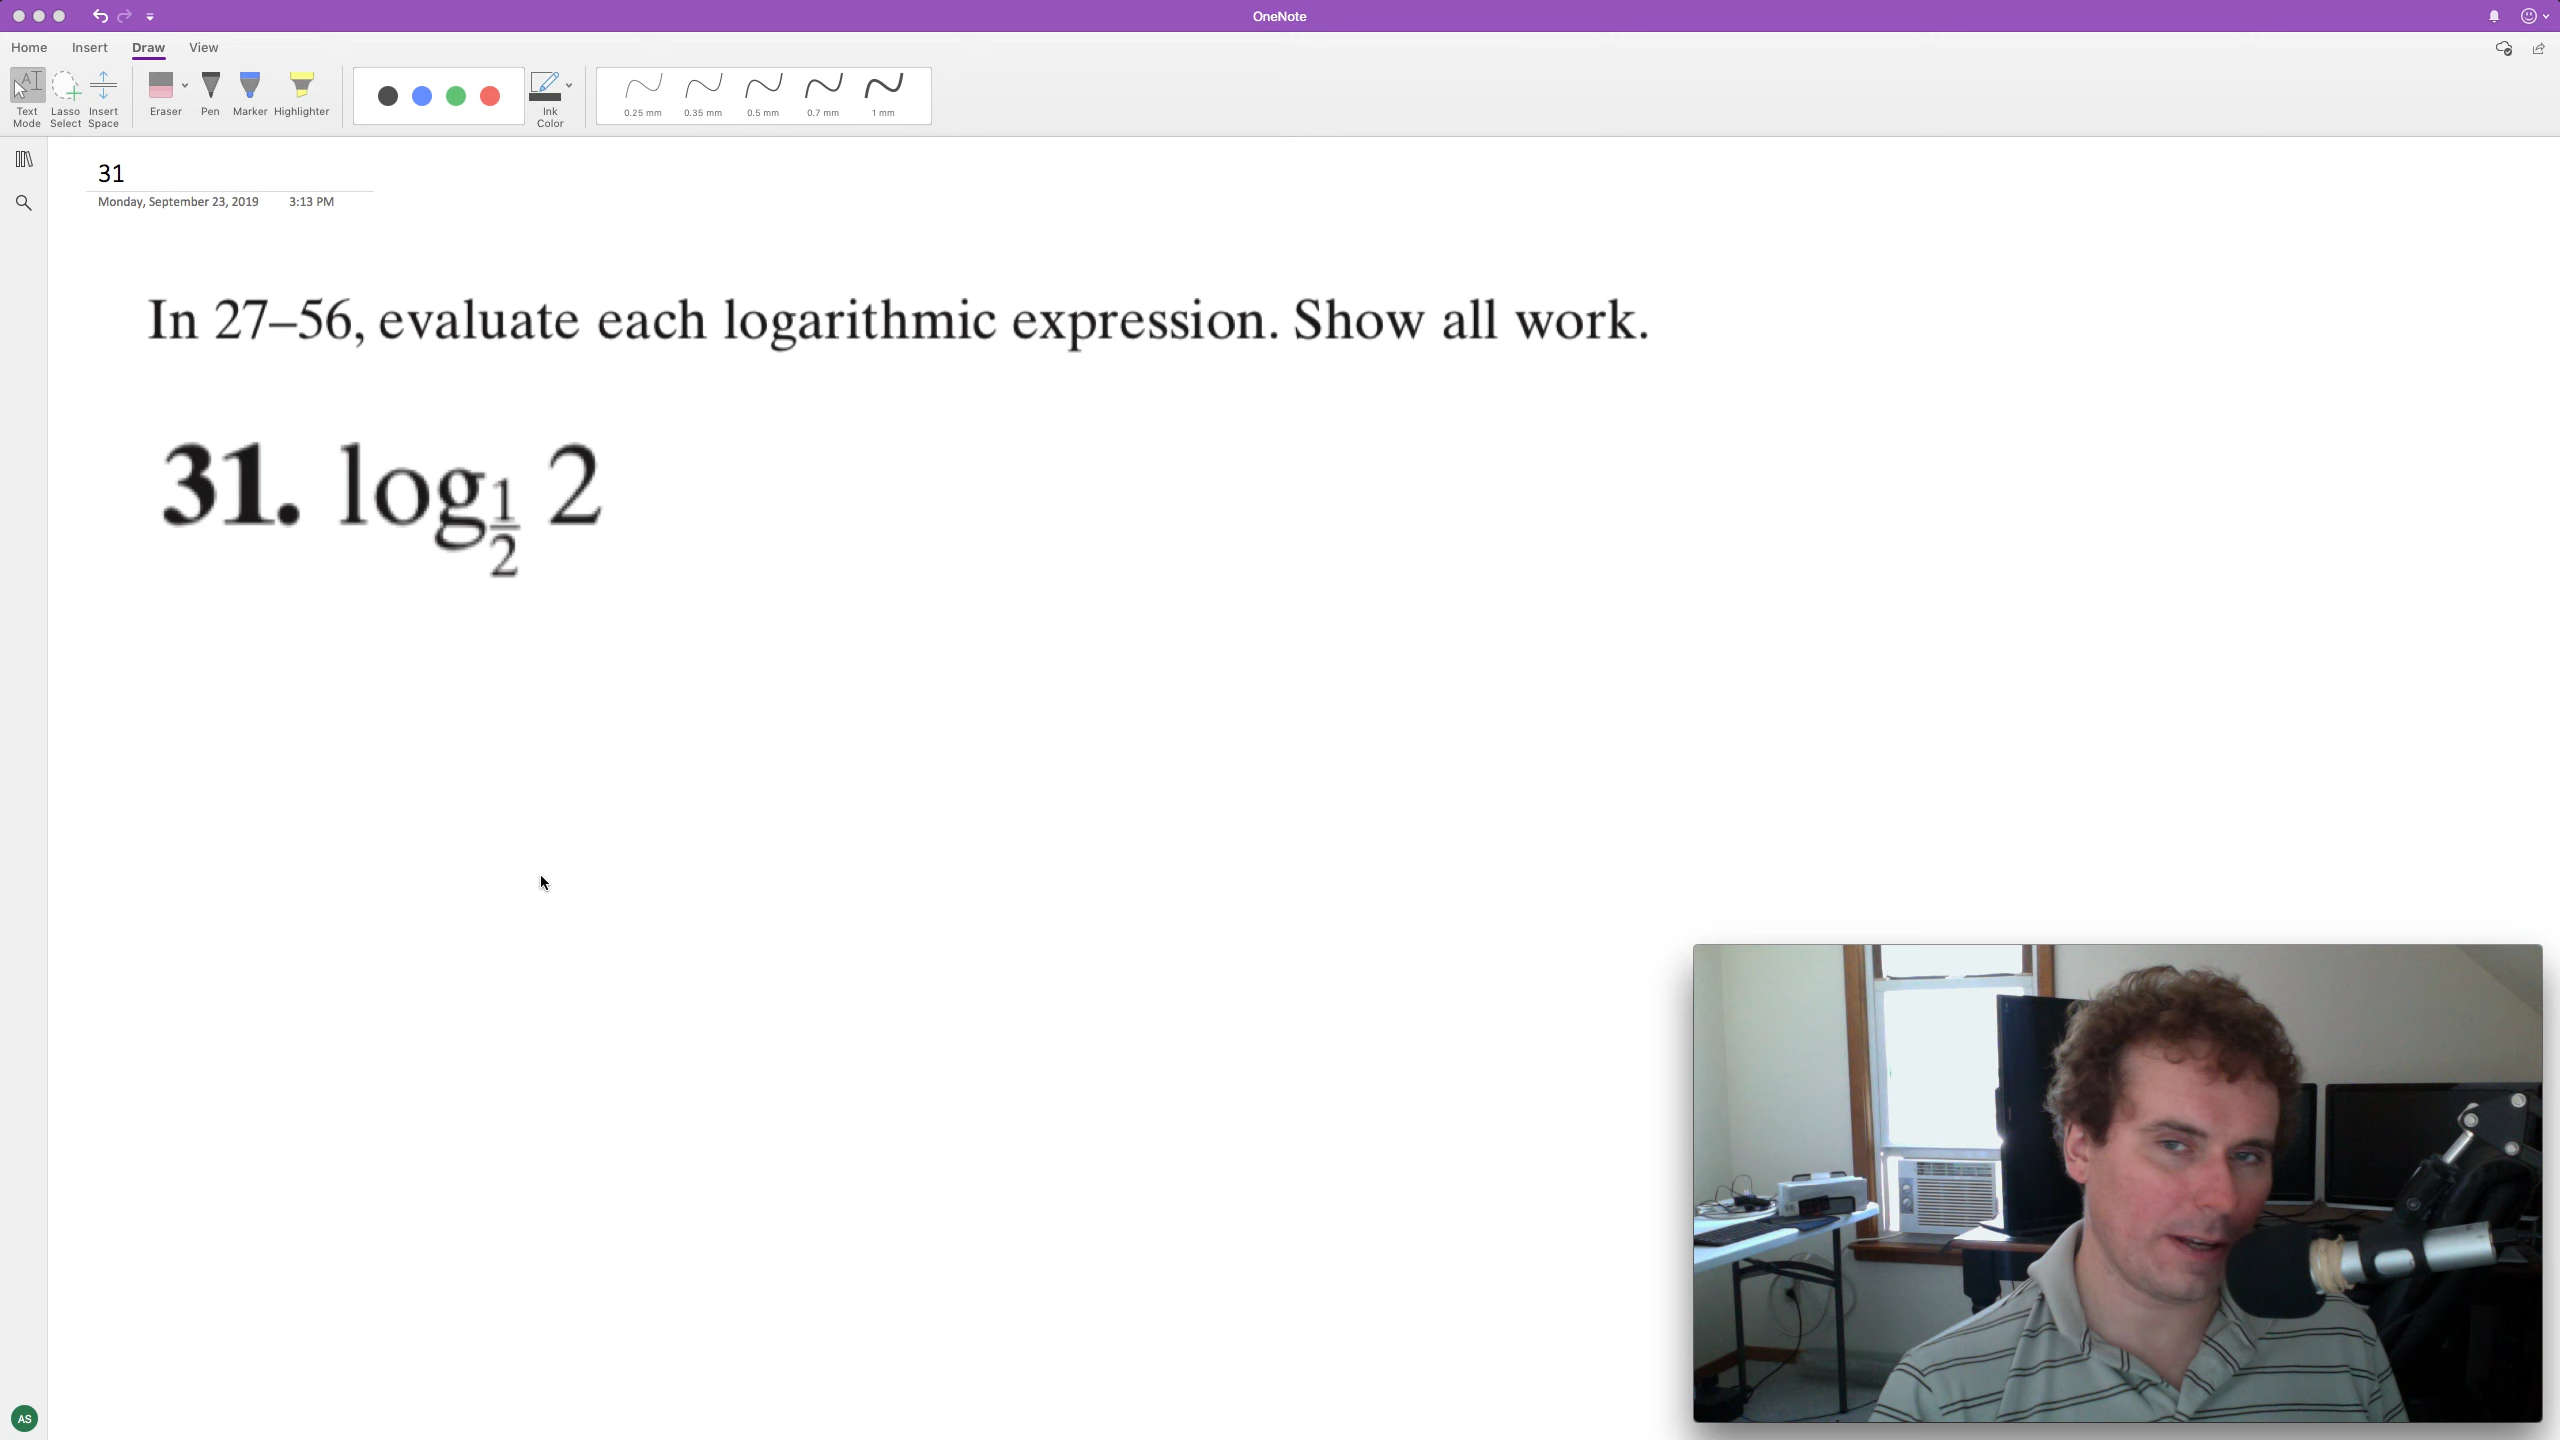 OneNote
Home Insert Draw View
Text Mode Lasso Select Insert Space Eraser Pen Marker Highlighter Ink Color 0.25 mm 0.35 mm 0.5 mm 0.7 mm 1 mm
31
Monday, September 23, 2019 3:13 PM
In 27–56, evaluate each logarithmic expression. Show all work.
31. log 1/2 2
AS